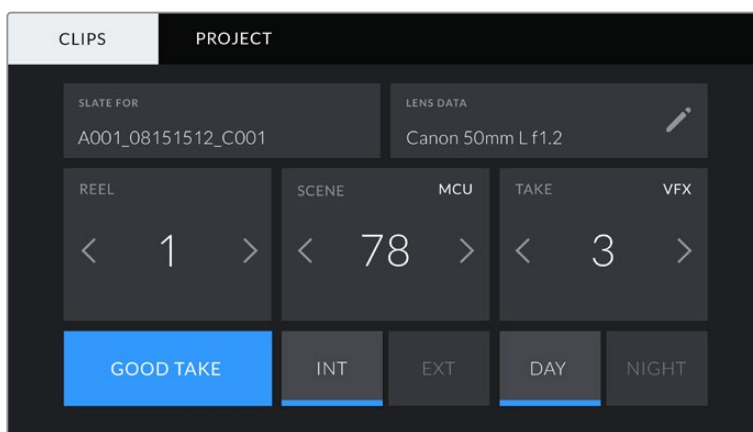 CLIPS PROJECT
SLATE FOR
A001_08151512_C001
LENS DATA
Canon 50mm L f1.2
REEL
1
SCENE MCU
78
TAKE VFX
3
GOOD TAKE INT EXT DAY NIGHT